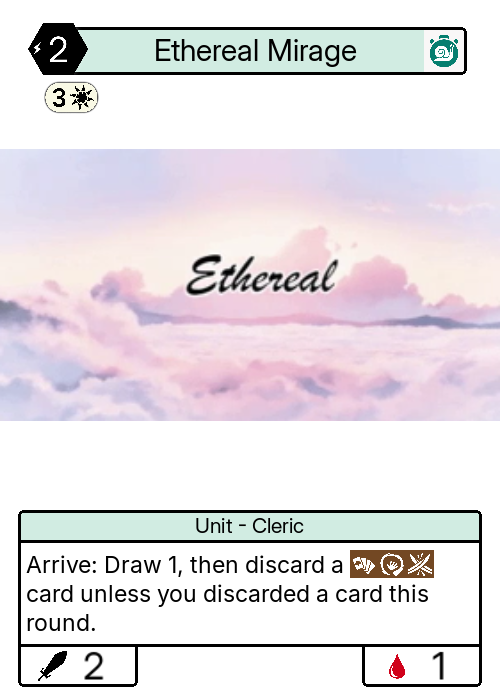 2
Ethereal Mirage
3
Ethereal
Unit - Cleric
Arrive: Draw 1, then discard a
card unless you discarded a card this
round.
2
1